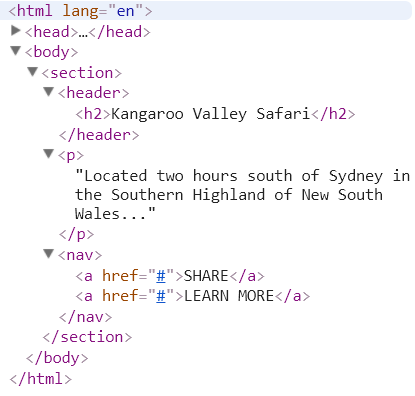 <html lang="en">
<head>…</head>
<body>
<section>
<header>
<h2>Kangaroo Valley Safari</h2>
</header>
<p>
"Located two hours south of Sydney in
the Southern Highland of New South
Wales..."
</p>
<nav>
<a href="#">SHARE</a>
<a href="#">LEARN MORE</a>
</nav>
</section>
</body>
</html>